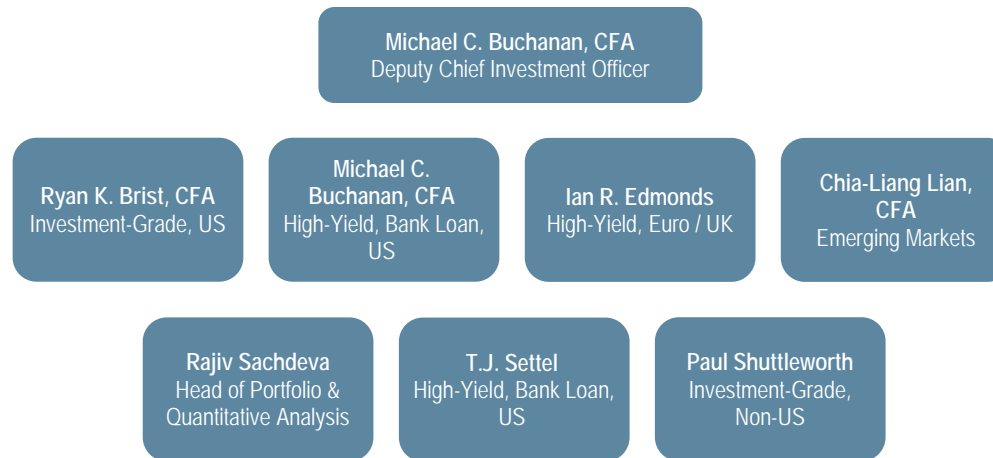 Michael C. Buchanan, CFA
Deputy Chief Investment Officer
Ryan K. Brist, CFA
Investment-Grade, US
Michael C.
Buchanan, CFA
High-Yield, Bank Loan,
US
Ian R. Edmonds
High-Yield, Euro / UK
Chia-Liang Lian,
CFA
Emerging Markets
Rajiv Sachdeva
Head of Portfolio &
Quantitative Analysis
T.J. Settel
High-Yield, Bank Loan,
US
Paul Shuttleworth
Investment-Grade,
Non-US